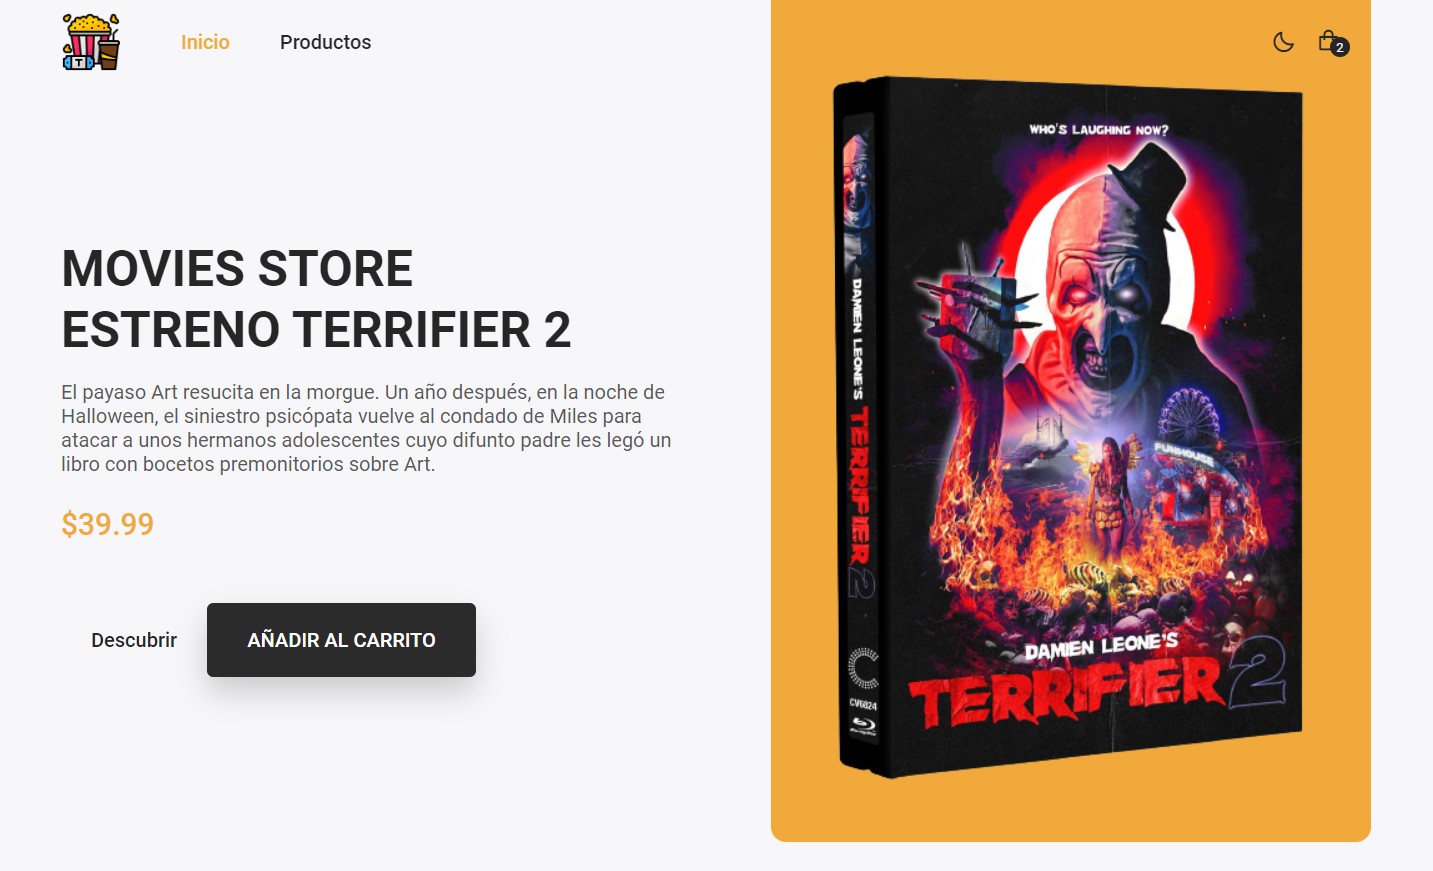 Inicio
Productos
2
MOVIES STORE
ESTRENO TERRIFIER 2
El payaso Art resucita en la morgue. Un año después, en la noche de
Halloween, el siniestro psicópata vuelve al condado de Miles para
atacar a unos hermanos adolescentes cuyo difunto padre les legó un
libro con bocetos premonitorios sobre Art.
$39.99
Descubrir
AÑADIR AL CARRITO
WHO'S LAUGHING NOW?
FUNHOUSE
DAMIEN LEONE'S
TERRIFIER 2
DAMIEN LEONE'S TERRIFIER 2
CV6824
T